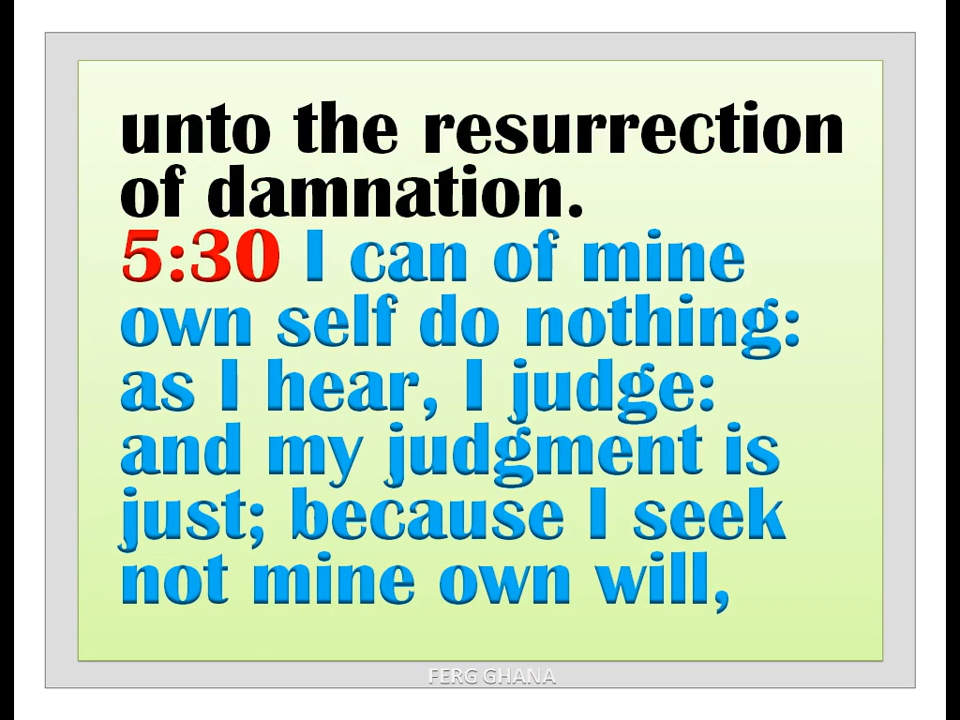 unto the resurrection
of damnation.
5:30 I can of mine
own self do nothing:
as I hear, I judge:
and my judgment is
just; because I seek
not mine own will,
FERG GHANA